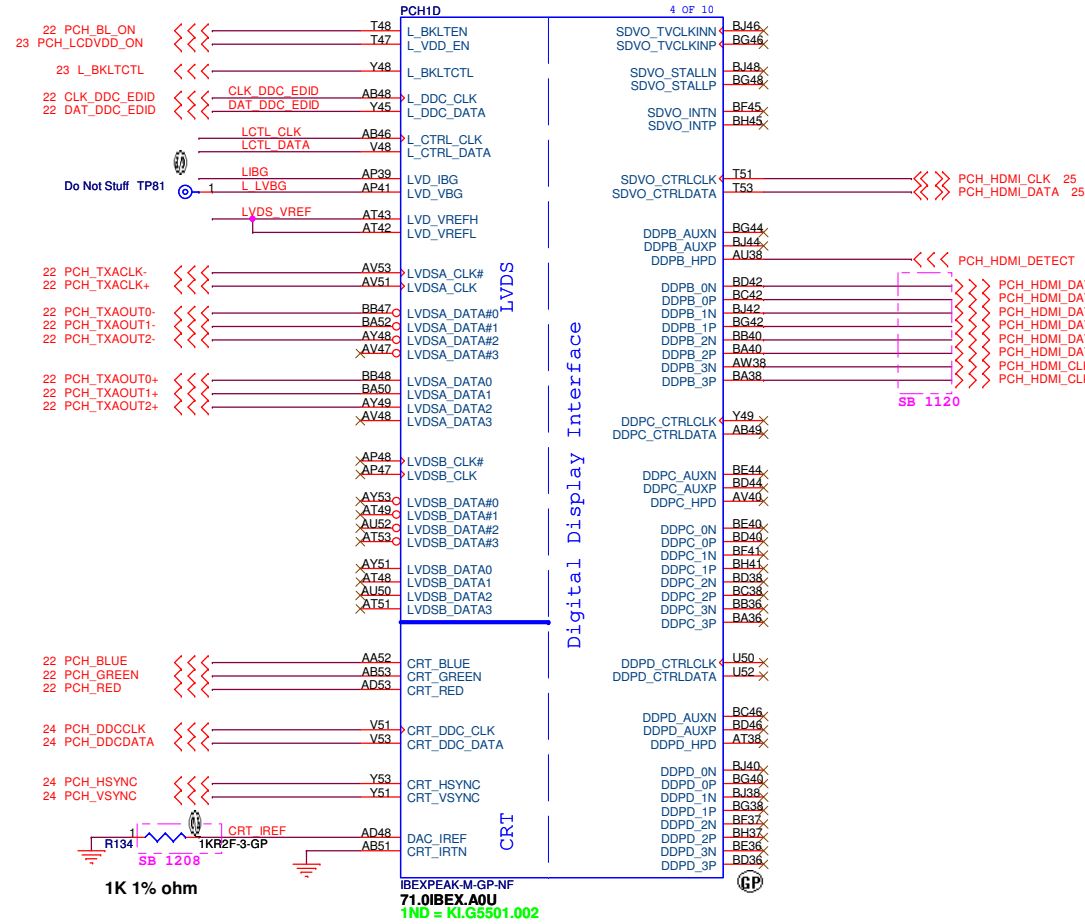 PCH1D
4 OF 10
22 PCH_BL_ON T48 L_BKLTEN
23 PCH_LCDVDD_ON T47 L_VDD_EN
23 L_BKLTCTL Y48 L_BKLTCTL
22 CLK_DDC_EDID CLK_DDC_EDID AB48 L_DDC_CLK
22 DAT_DDC_EDID DAT_DDC_EDID Y45 L_DDC_DATA
LCTL_CLK AB46 L_CTRL_CLK
LCTL_DATA V48 L_CTRL_DATA
LIBG AP39 LVD_IBG
Do Not Stuff TP81 1 L_LVBG AP41 LVD_VBG
LVDS_VREF AT43 LVD_VREFH
AT42 LVD_VREFL
22 PCH_TXACLK- AV53 LVDSA_CLK#
22 PCH_TXACLK+ AV51 LVDSA_CLK
22 PCH_TXAOUT0- BB47 LVDSA_DATA#0
22 PCH_TXAOUT1- BA52 LVDSA_DATA#1
22 PCH_TXAOUT2- AY48 LVDSA_DATA#2
AV47 LVDSA_DATA#3
22 PCH_TXAOUT0+ BB48 LVDSA_DATA0
22 PCH_TXAOUT1+ BA50 LVDSA_DATA1
22 PCH_TXAOUT2+ AY49 LVDSA_DATA2
AV48 LVDSA_DATA3
AP48 LVDSB_CLK#
AP47 LVDSB_CLK
AY53 LVDSB_DATA#0
AT49 LVDSB_DATA#1
AU52 LVDSB_DATA#2
AT53 LVDSB_DATA#3
AY51 LVDSB_DATA0
AT48 LVDSB_DATA1
AU50 LVDSB_DATA2
AT51 LVDSB_DATA3
LVDS
22 PCH_BLUE AA52 CRT_BLUE
22 PCH_GREEN AB53 CRT_GREEN
22 PCH_RED AD53 CRT_RED
24 PCH_DDCCLK V51 CRT_DDC_CLK
24 PCH_DDCDATA V53 CRT_DDC_DATA
24 PCH_HSYNC Y53 CRT_HSYNC
24 PCH_VSYNC Y51 CRT_VSYNC
1 CRT_IREF AD48 DAC_IREF
R134 1KR2F-3-GP AB51 CRT_IRTN
SB 1208
1K 1% ohm
CRT
Digital Display Interface
SDVO_TVCLKINN BJ46
SDVO_TVCLKINP BG46
SDVO_STALLN BJ48
SDVO_STALLP BG48
SDVO_INTN BF45
SDVO_INTP BH45
SDVO_CTRLCLK T51 PCH_HDMI_CLK 25
SDVO_CTRLDATA T53 PCH_HDMI_DATA 25
DDPB_AUXN BG44
DDPB_AUXP BJ44
DDPB_HPD AU38 PCH_HDMI_DETECT
DDPB_0N BD42 PCH_HDMI_DA
DDPB_0P BC42 PCH_HDMI_DA
DDPB_1N BJ42 PCH_HDMI_DA
DDPB_1P BG42 PCH_HDMI_DA
DDPB_2N BB40 PCH_HDMI_DA
DDPB_2P BA40 PCH_HDMI_DA
DDPB_3N AW38 PCH_HDMI_CL
DDPB_3P BA38 PCH_HDMI_CL
SB 1120
DDPC_CTRLCLK Y49
DDPC_CTRLDATA AB49
DDPC_AUXN BE44
DDPC_AUXP BD44
DDPC_HPD AV40
DDPC_0N BE40
DDPC_0P BD40
DDPC_1N BF41
DDPC_1P BH41
DDPC_2N BD38
DDPC_2P BC38
DDPC_3N BB36
DDPC_3P BA36
DDPD_CTRLCLK U50
DDPD_CTRLDATA U52
DDPD_AUXN BC46
DDPD_AUXP BD46
DDPD_HPD AT38
DDPD_0N BJ40
DDPD_0P BG40
DDPD_1N BJ38
DDPD_1P BG38
DDPD_2N BF37
DDPD_2P BH37
DDPD_3N BE36
DDPD_3P BD36
IBEXPEAK-M-GP-NF
71.0IBEX.A0U
1ND = KI.G5501.002
GP